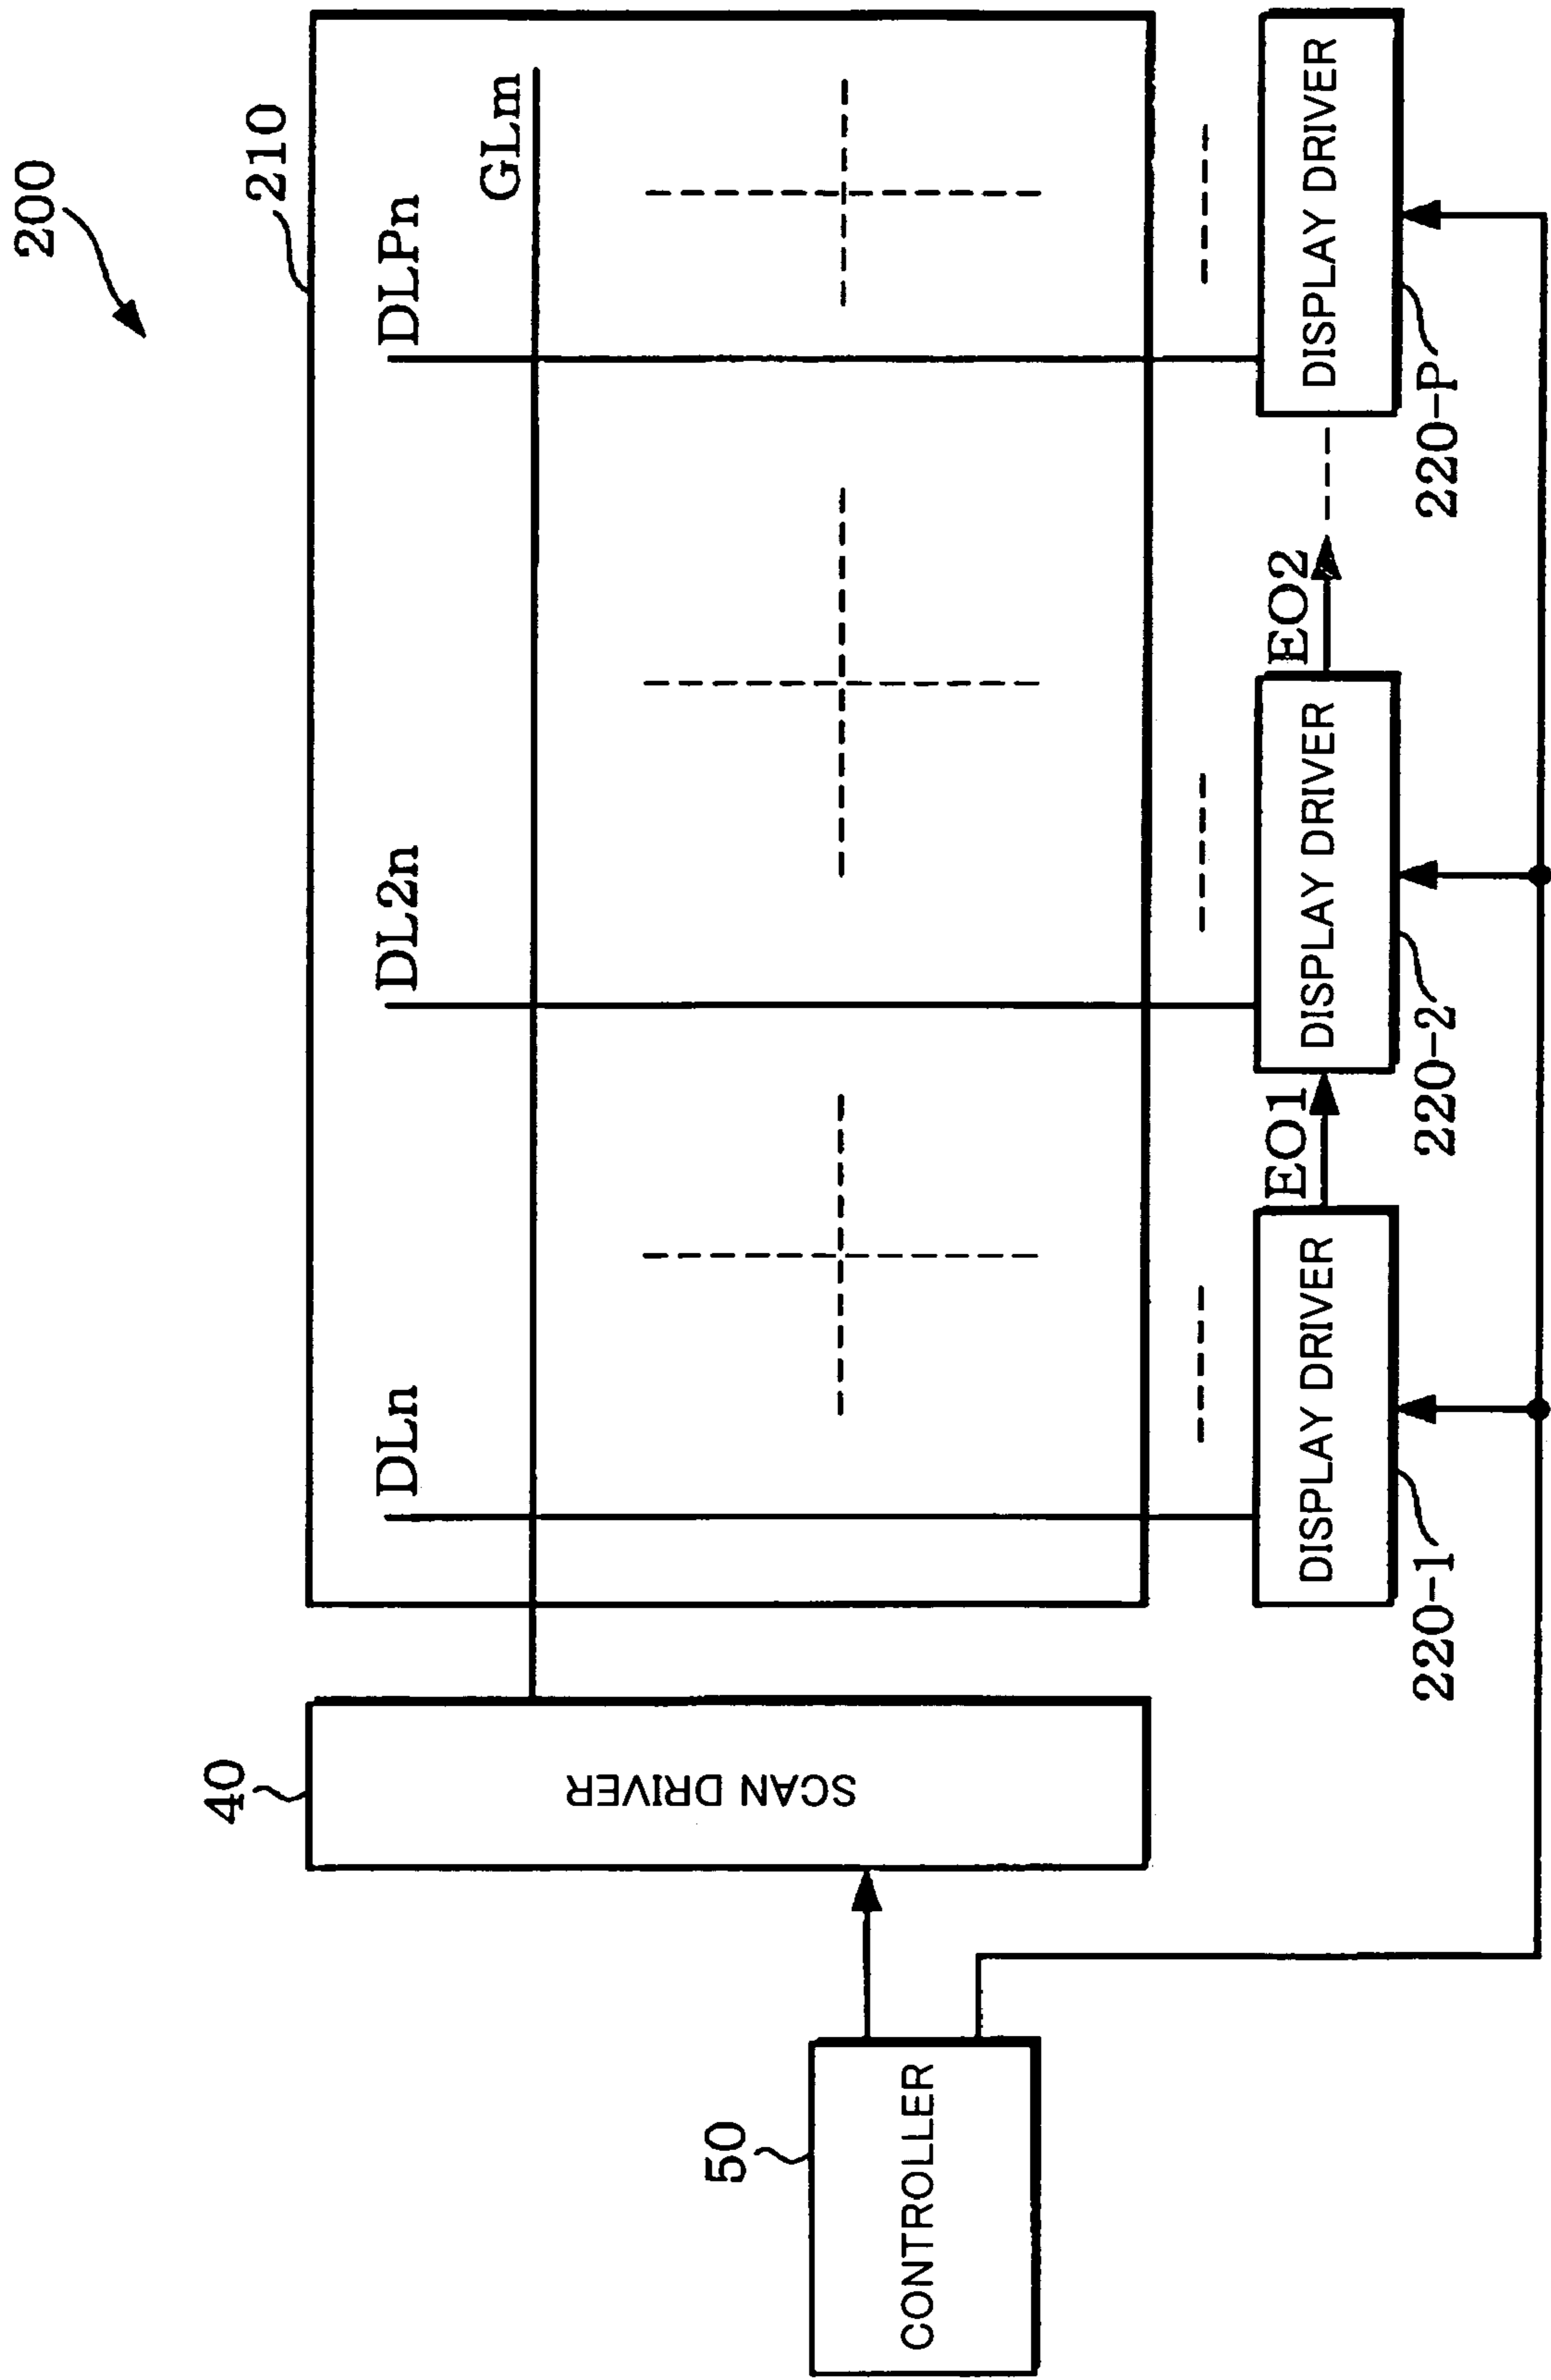 200
210
DLn
DL2n
DLPn
GLm
40
SCAN DRIVER
50
CONTROLLER
DISPLAY DRIVER
EO1
DISPLAY DRIVER
EO2
DISPLAY DRIVER
220-1
220-2
220-P